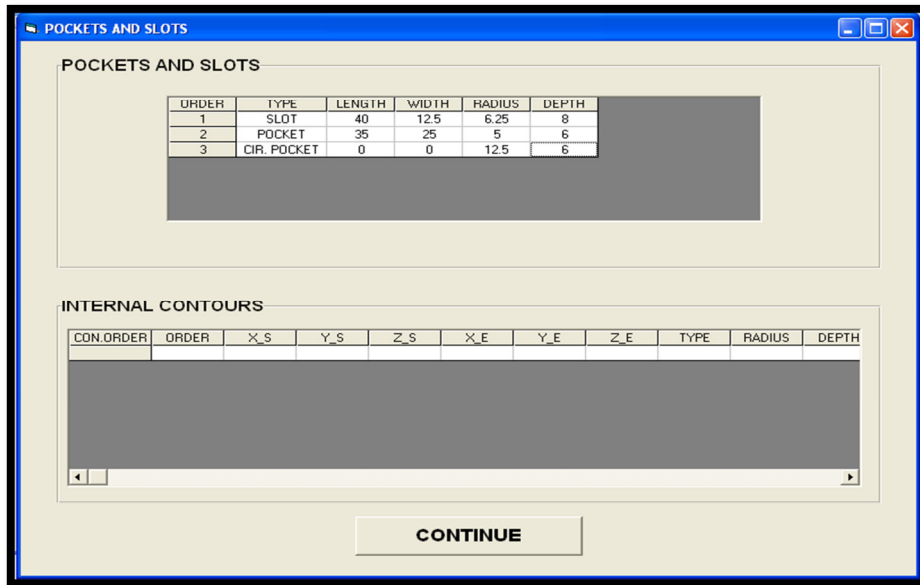 POCKETS AND SLOTS
POCKETS AND SLOTS
ORDER TYPE LENGTH WIDTH RADIUS DEPTH
1 SLOT 40 12.5 6.25 8
2 POCKET 35 25 5 6
3 CIR. POCKET 0 0 12.5 6
INTERNAL CONTOURS
CON.ORDER ORDER X_S Y_S Z_S X_E Y_E Z_E TYPE RADIUS DEPTH
CONTINUE